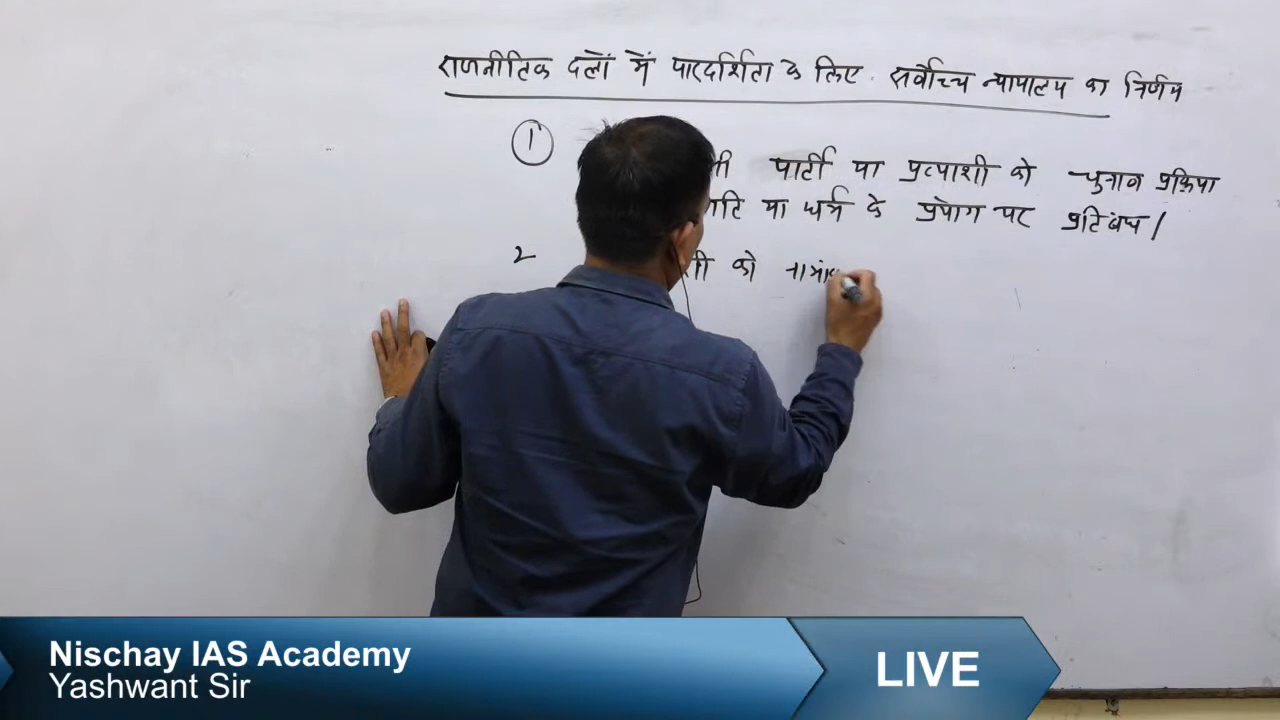 राजनीतिक दलों में पारदर्शिता के लिए सर्वोच्च न्यायालय का निर्णय
1 पार्टी या प्रत्याशी को चुनाव प्रक्रिया
या धर्म के प्रयोग पर प्रतिबंध।
2 को
Nischay IAS Academy
Yashwant Sir
LIVE